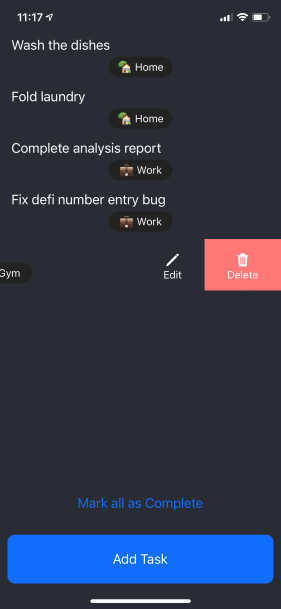 11:17
Wash the dishes
Home
Fold laundry
Home
Complete analysis report
Work
Fix defi number entry bug
Work
Gym
Edit
Delete
Mark all as Complete
Add Task